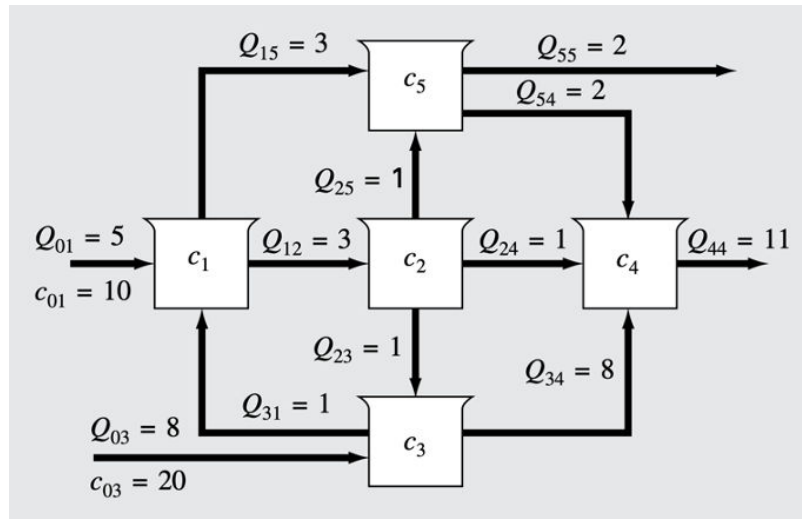 Q₁₅ = 3
Q₅₅ = 2
c₅
Q₅₄ = 2
Q₂₅ = 1
Q₀₁ = 5
c₀₁ = 10
c₁
Q₁₂ = 3
c₂
Q₂₄ = 1
c₄
Q₄₄ = 11
Q₂₃ = 1
Q₃₄ = 8
Q₃₁ = 1
Q₀₃ = 8
c₀₃ = 20
c₃